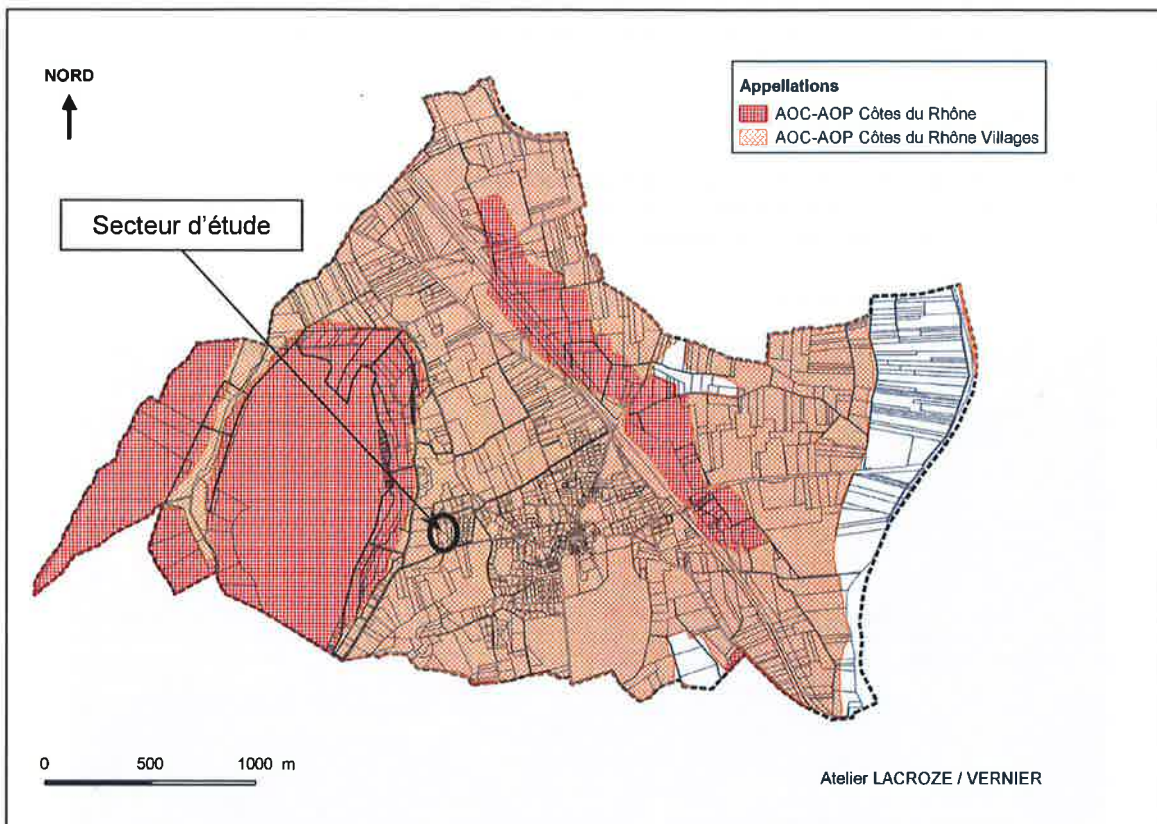 NORD
Appellations
AOC-AOP Côtes du Rhône
AOC-AOP Côtes du Rhône Villages
Secteur d'étude
0 500 1000 m
Atelier LACROZE / VERNIER